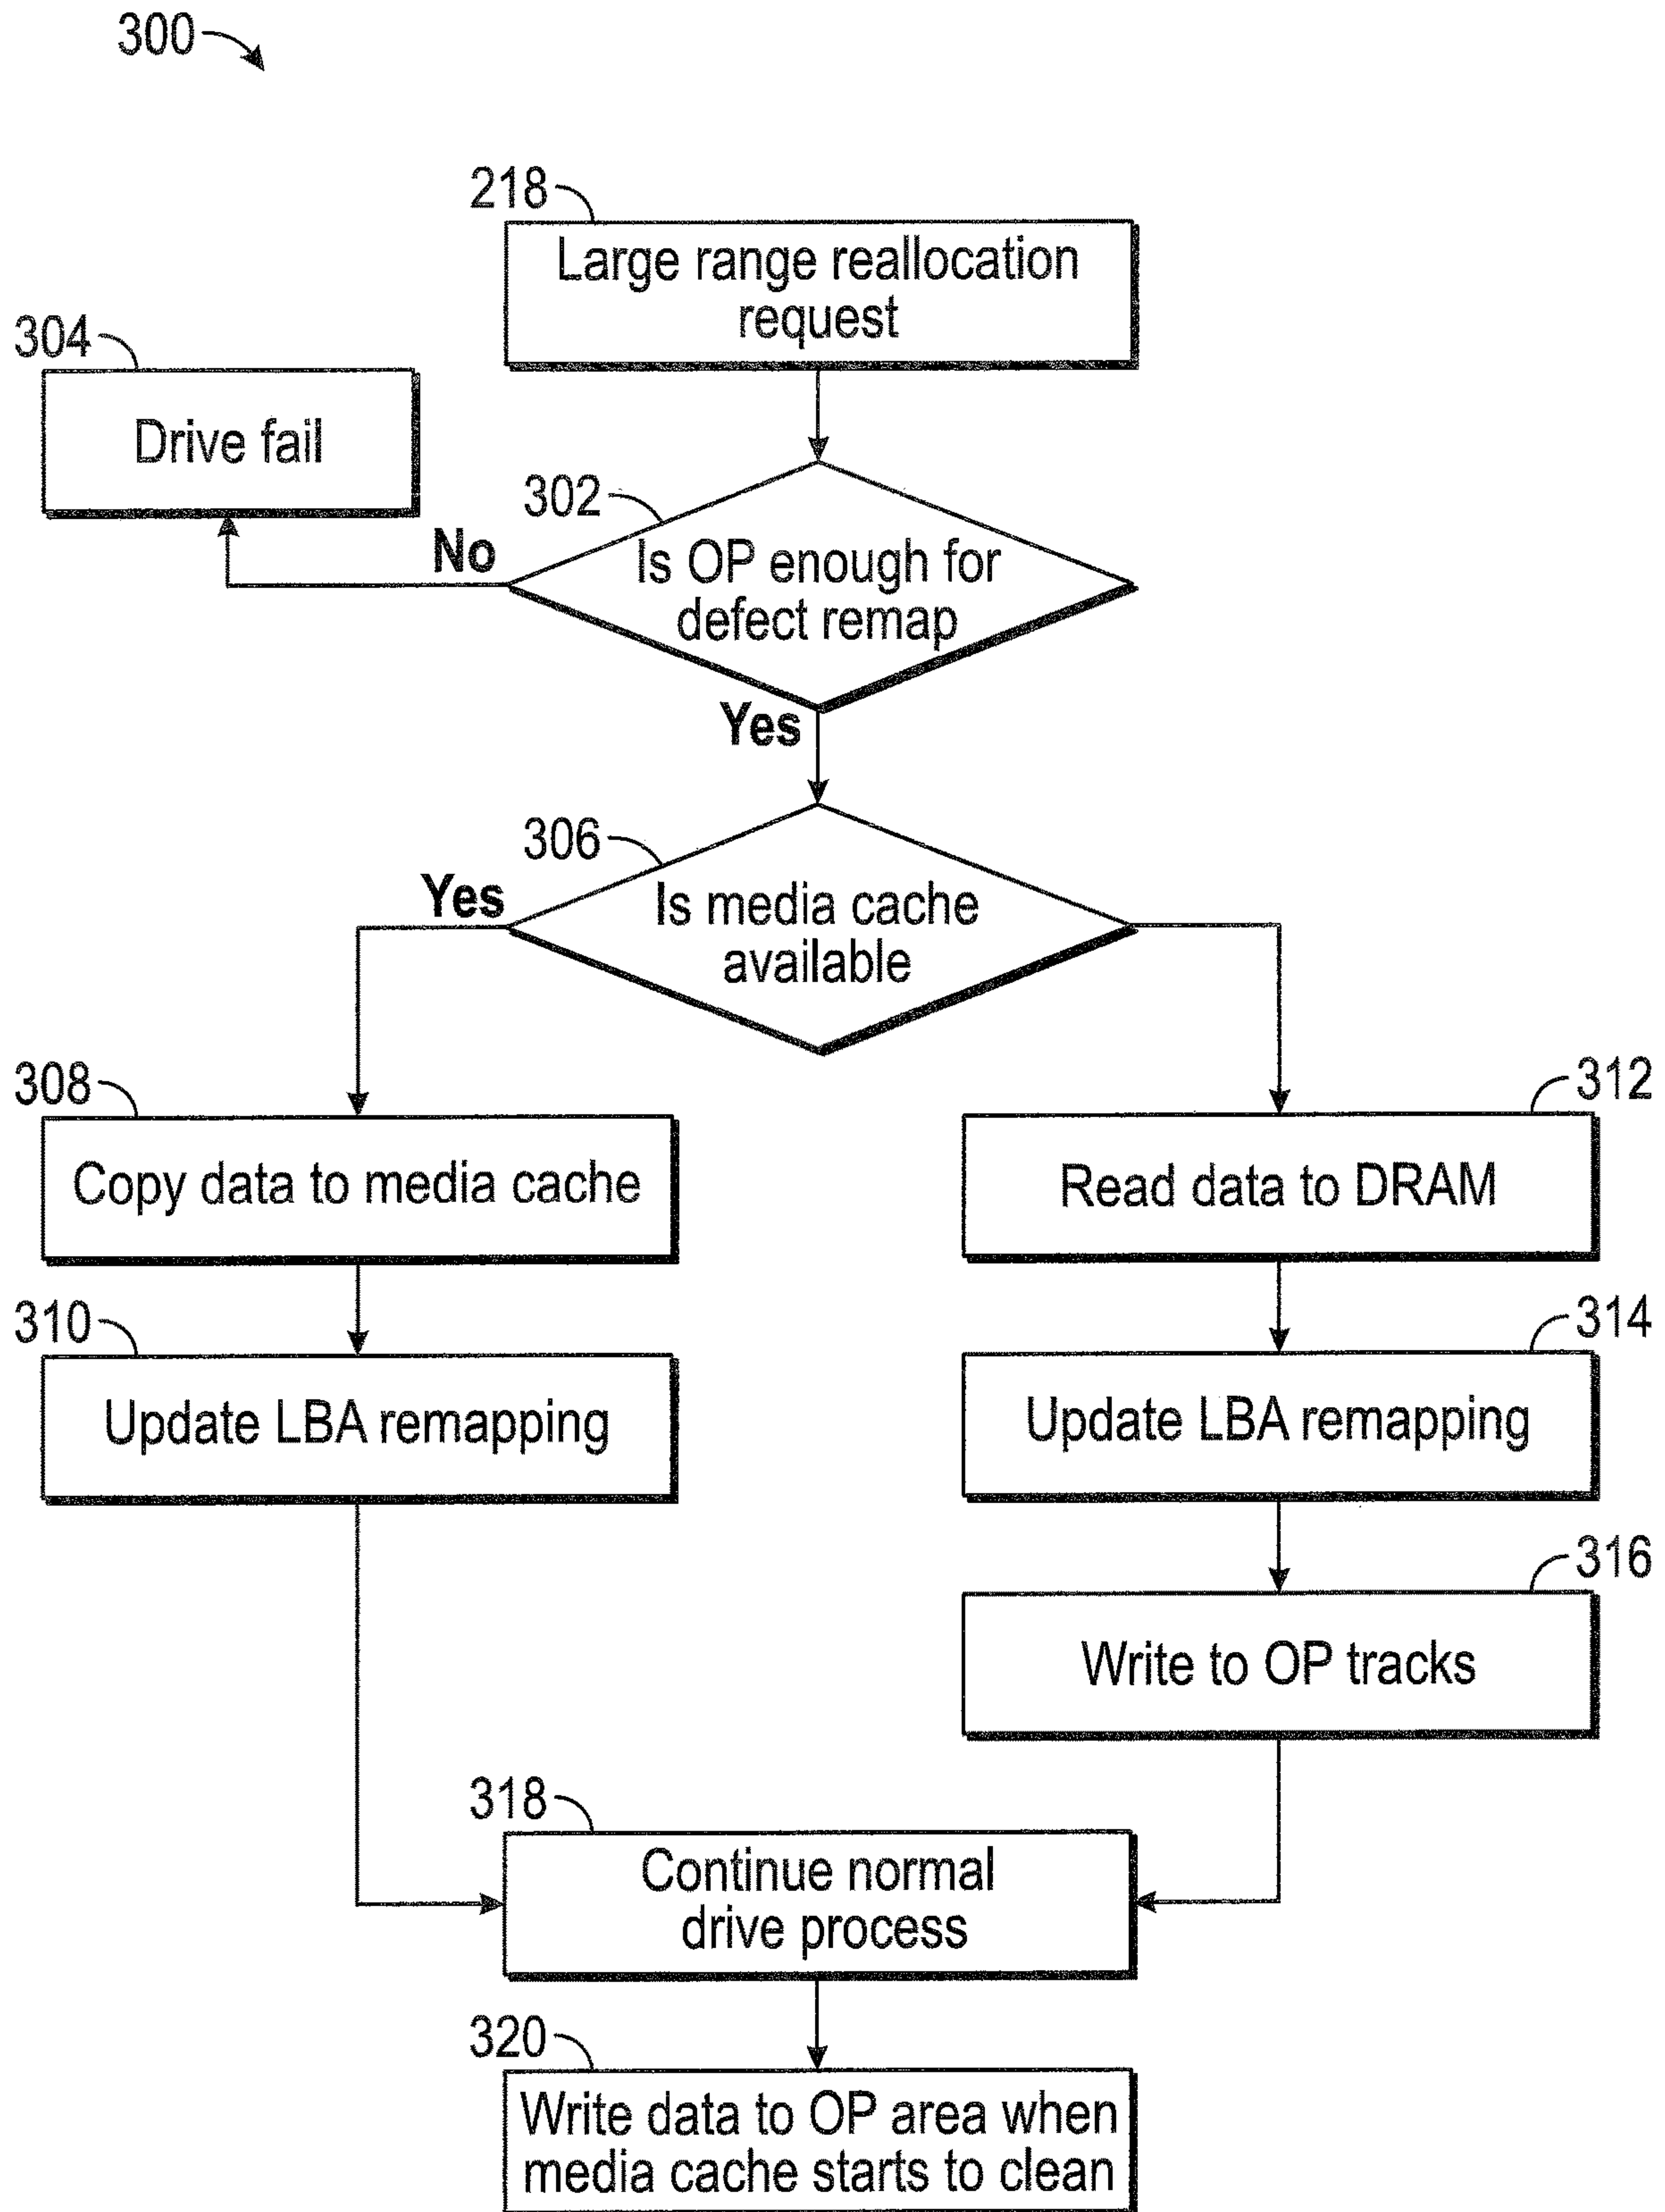 300
218
Large range reallocation
request
304
Drive fail
302
Is OP enough for
defect remap
No
Yes
306
Is media cache
available
Yes
308
Copy data to media cache
312
Read data to DRAM
310
Update LBA remapping
314
Update LBA remapping
316
Write to OP tracks
318
Continue normal
drive process
320
Write data to OP area when
media cache starts to clean